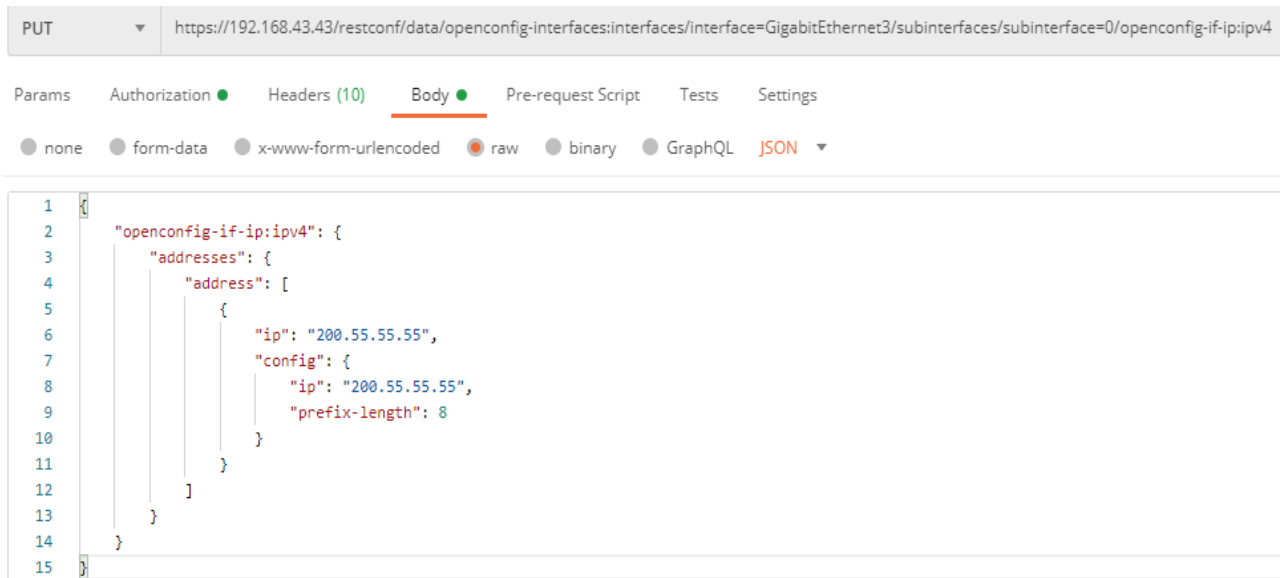 PUT https://192.168.43.43/restconf/data/openconfig-interfaces:interfaces/interface=GigabitEthernet3/subinterfaces/subinterface=0/openconfig-if-ip:ipv4
Params Authorization Headers (10) Body Pre-request Script Tests Settings
none form-data x-www-form-urlencoded raw binary GraphQL JSON
1 {
2 "openconfig-if-ip:ipv4": {
3 "addresses": {
4 "address": [
5 {
6 "ip": "200.55.55.55",
7 "config": {
8 "ip": "200.55.55.55",
9 "prefix-length": 8
10 }
11 }
12 ]
13 }
14 }
15 }